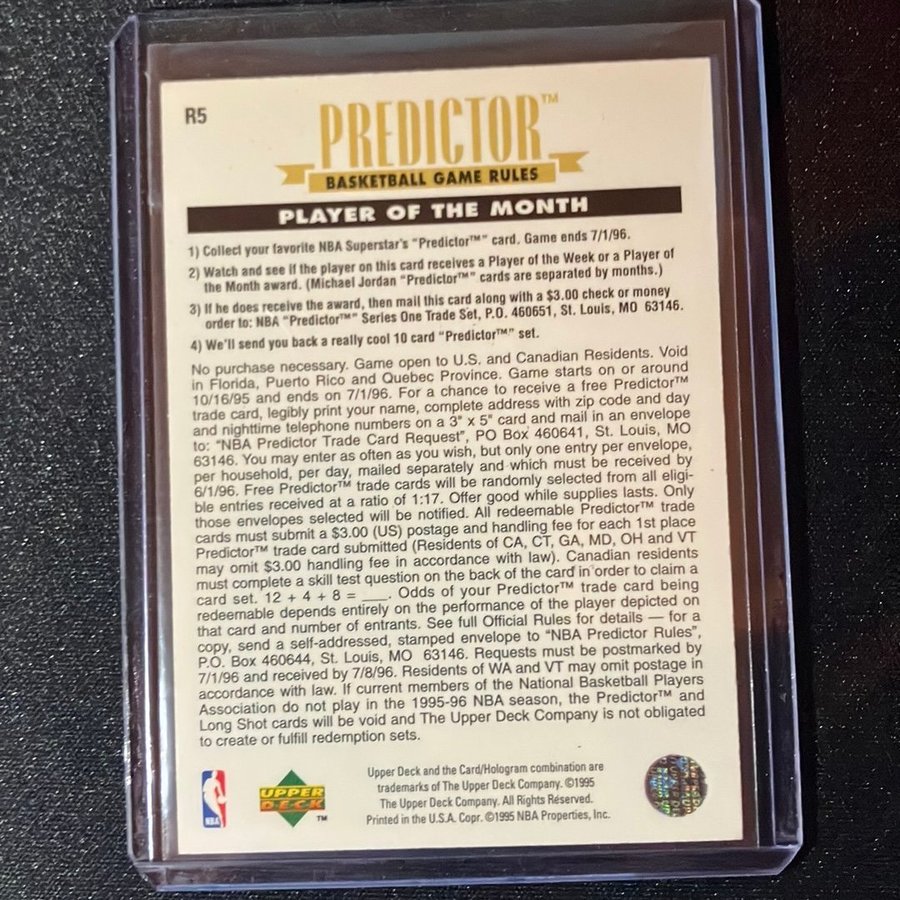 R5
PREDICTOR™
BASKETBALL GAME RULES
PLAYER OF THE MONTH
1) Collect your favorite NBA Superstar's "Predictor™" card. Game ends 7/1/96.
2) Watch and see if the player on this card receives a Player of the Week or a Player of
the Month award. (Michael Jordan "Predictor™" cards are separated by months.)
3) If he does receive the award, then mail this card along with a $3.00 check or money
order to: NBA "Predictor™" Series One Trade Set, P.O. 460651, St. Louis, MO 63146.
4) We'll send you back a really cool 10 card "Predictor™" set.
No purchase necessary. Game open to U.S. and Canadian Residents. Void
in Florida, Puerto Rico and Quebec Province. Game starts on or around
10/16/95 and ends on 7/1/96. For a chance to receive a free Predictor™
trade card, legibly print your name, complete address with zip code and day
and nighttime telephone numbers on a 3" x 5" card and mail in an envelope
to: "NBA Predictor Trade Card Request", PO Box 460641, St. Louis, MO
63146. You may enter as often as you wish, but only one entry per envelope,
per household, per day, mailed separately and which must be received by
6/1/96. Free Predictor™ trade cards will be randomly selected from all eligi-
ble entries received at a ratio of 1:17. Offer good while supplies last. Only
those envelopes selected will be notified. All redeemable Predictor™ trade
cards must submit a $3.00 (US) postage and handling fee for each 1st place
Predictor™ trade card submitted (Residents of CA, CT, GA, MD, OH and VT
may omit $3.00 handling fee in accordance with law). Canadian residents
must complete a skill test question on the back of the card in order to claim a
card set. 12 + 4 + 8 = ___. Odds of your Predictor™ trade card being
redeemable depends entirely on the performance of the player depicted on
that card and number of entrants. See full Official Rules for details — for a
copy, send a self-addressed, stamped envelope to "NBA Predictor Rules",
P.O. Box 460644, St. Louis, MO 63146. Requests must be postmarked by
7/1/96 and received by 7/8/96. Residents of WA and VT may omit postage in
accordance with law. If current members of the National Basketball Players
Association do not play in the 1995-96 NBA season, the Predictor™ and
Long Shot cards will be void and The Upper Deck Company is not obligated
to create or fulfill redemption sets.
NBA
UPPER
DECK™
Upper Deck and the Card/Hologram combination are
trademarks of The Upper Deck Company. ©1995
The Upper Deck Company. All Rights Reserved.
Printed in the U.S.A. Copr. ©1995 NBA Properties, Inc.